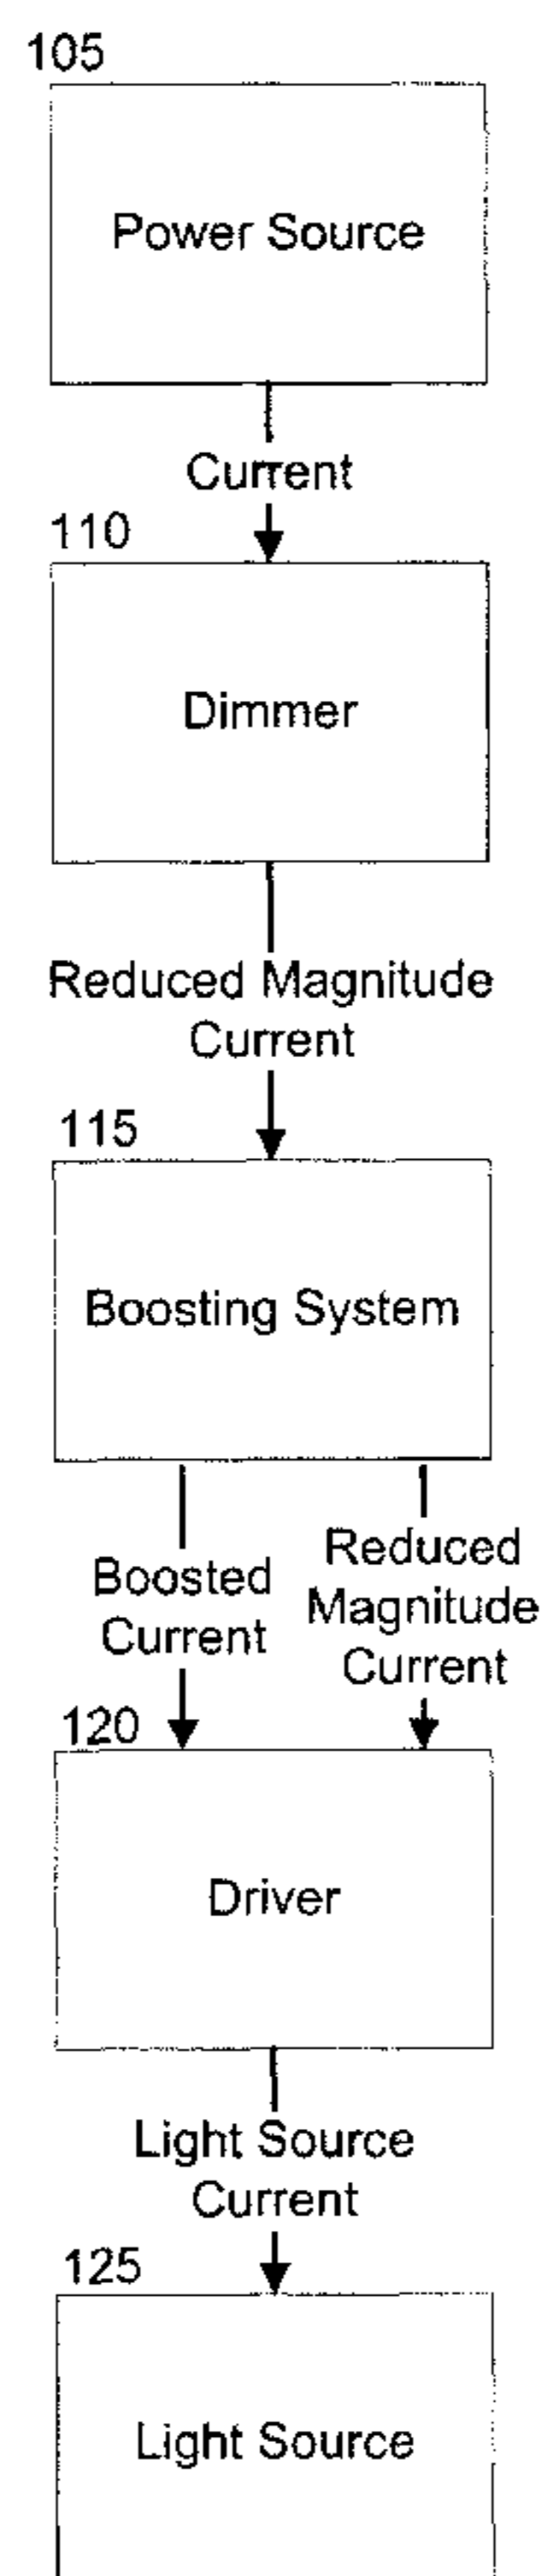 105
Power Source
Current
110
Dimmer
Reduced Magnitude
Current
115
Boosting System
Boosted
Current
Reduced
Magnitude
Current
120
Driver
Light Source
Current
125
Light Source